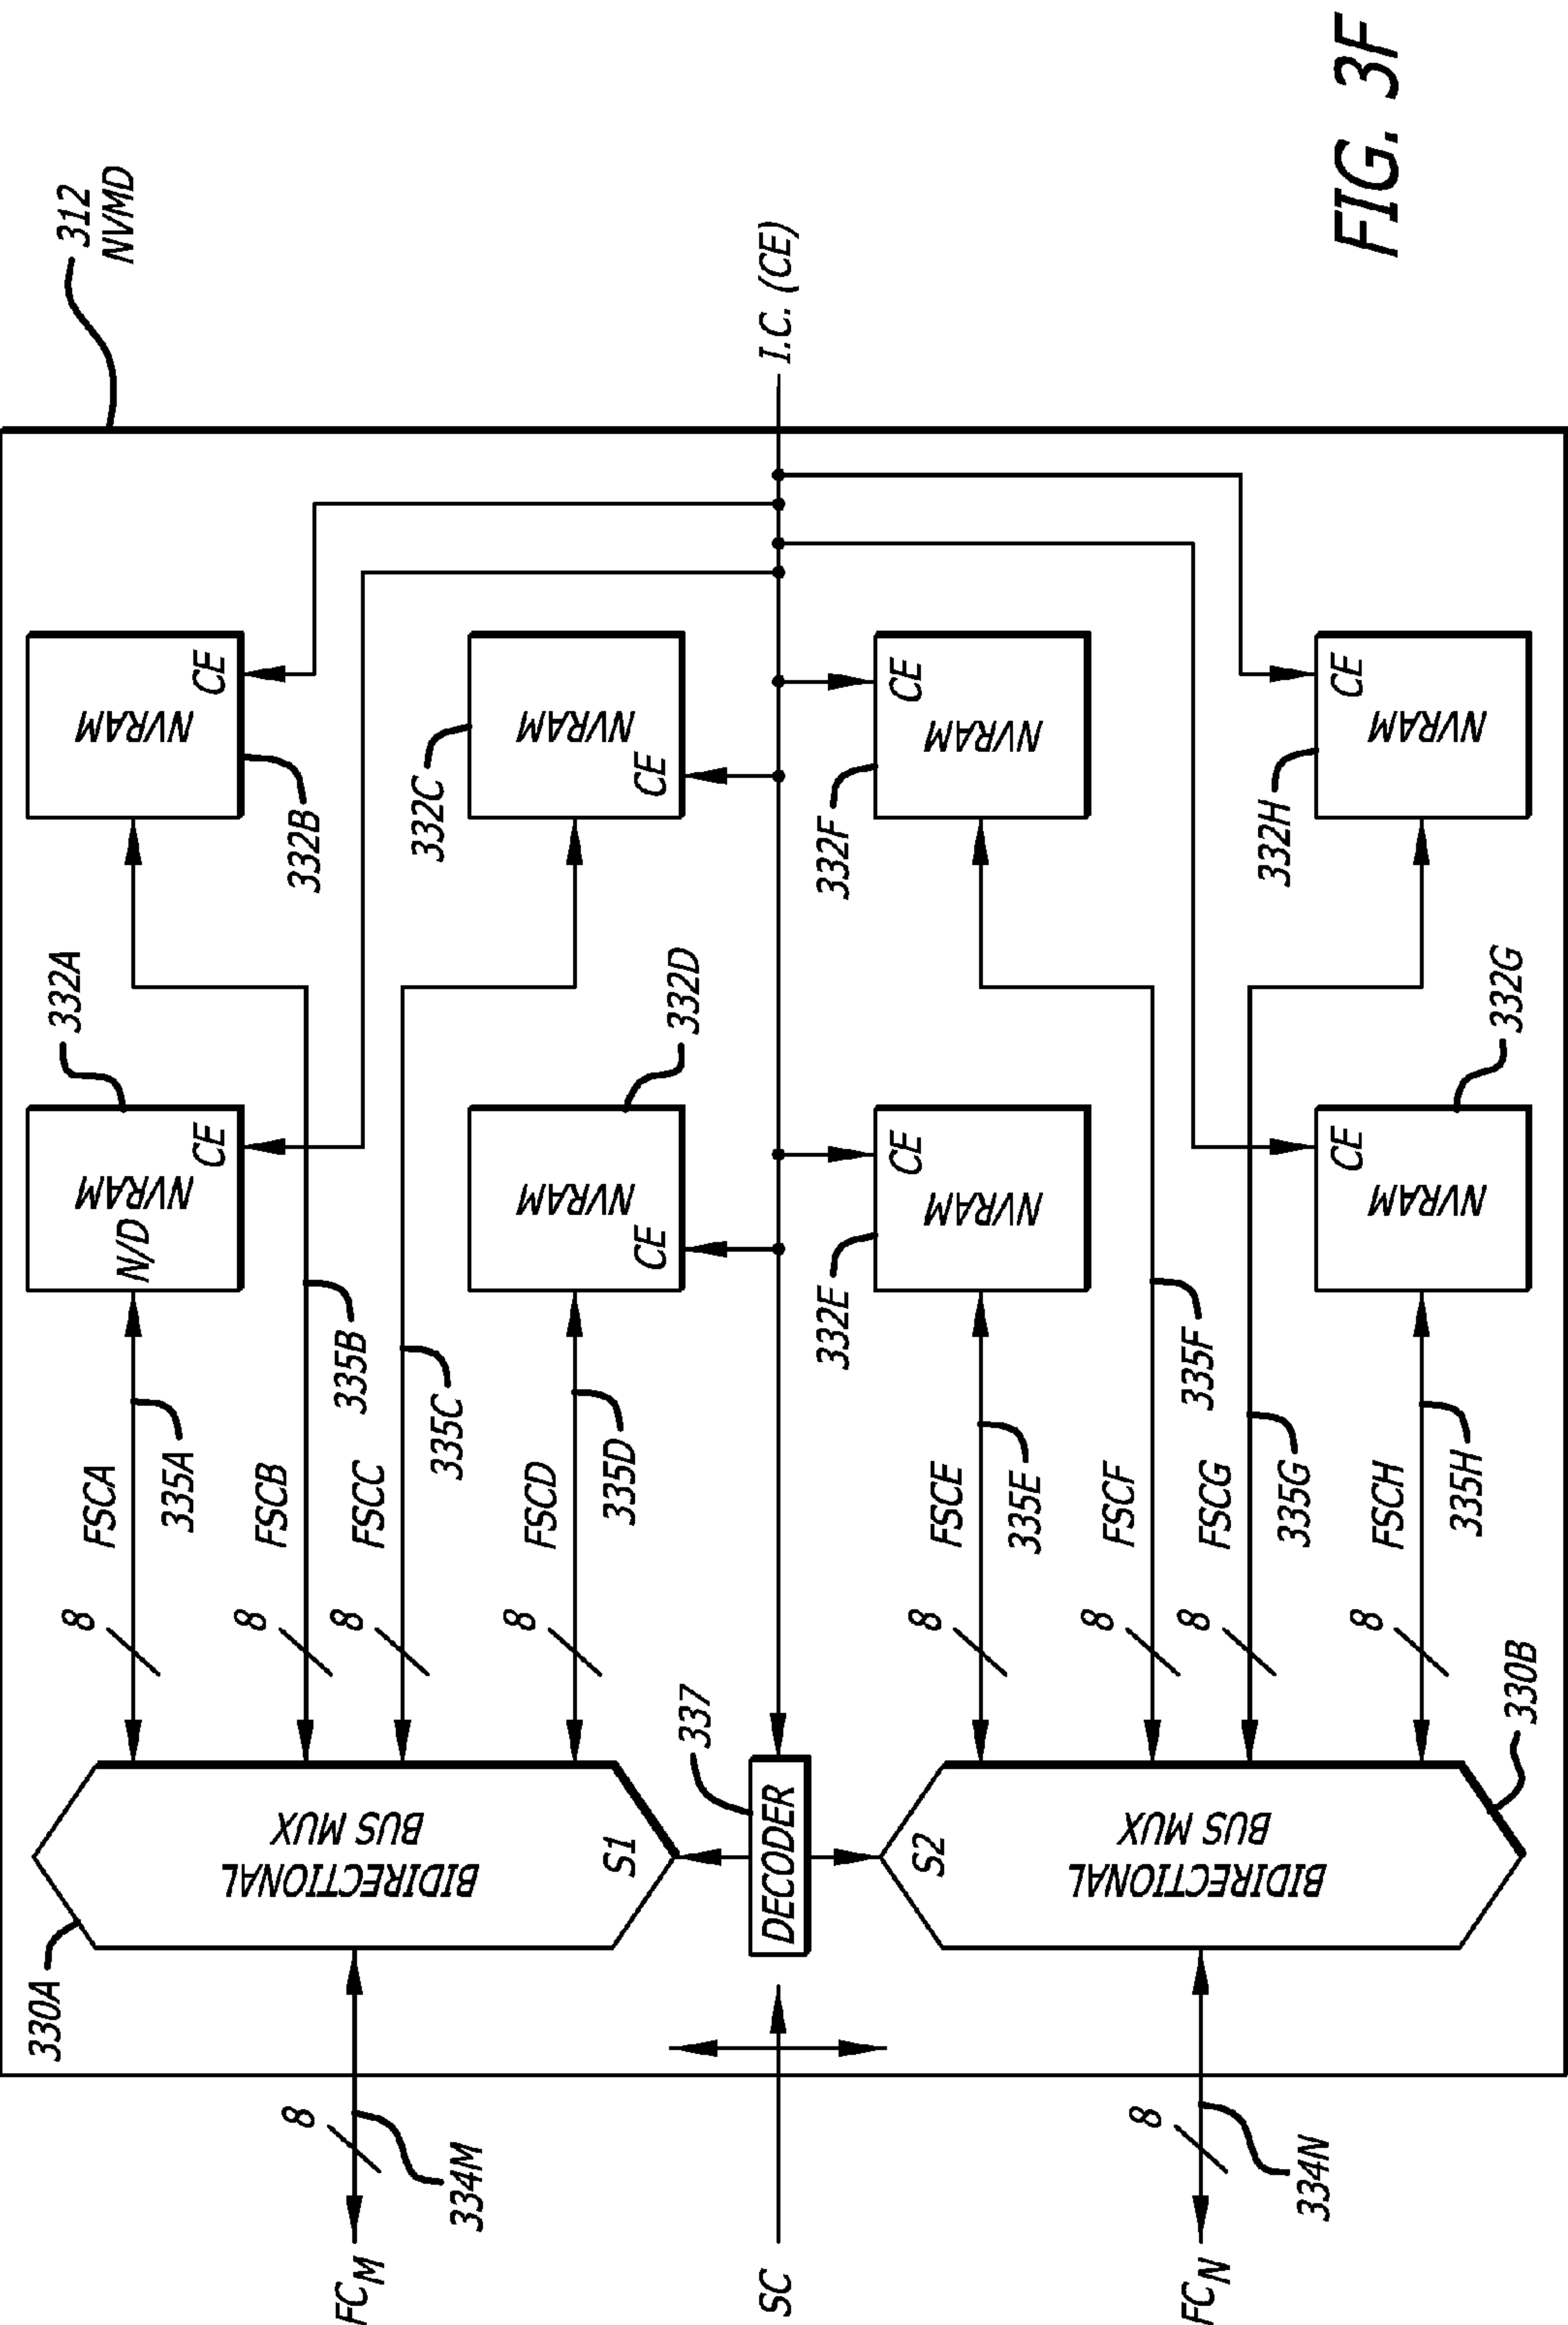 312
NVMD
330A
BIDIRECTIONAL
BUS MUX
S1
FC_M
8
334M
8
FSCA
335A
NVRAM
N/D
CE
332A
8
FSCB
335B
NVRAM
CE
332B
8
FSCC
335C
NVRAM
CE
332C
8
FSCD
335D
NVRAM
CE
332D
SC
DECODER
337
I.C. (CE)
BIDIRECTIONAL
BUS MUX
S2
330B
FC_N
8
334N
8
FSCE
335E
NVRAM
CE
332E
8
FSCF
335F
NVRAM
CE
332F
8
FSCG
335G
NVRAM
CE
332H
8
FSCH
335H
NVRAM
CE
332G
FIG. 3F